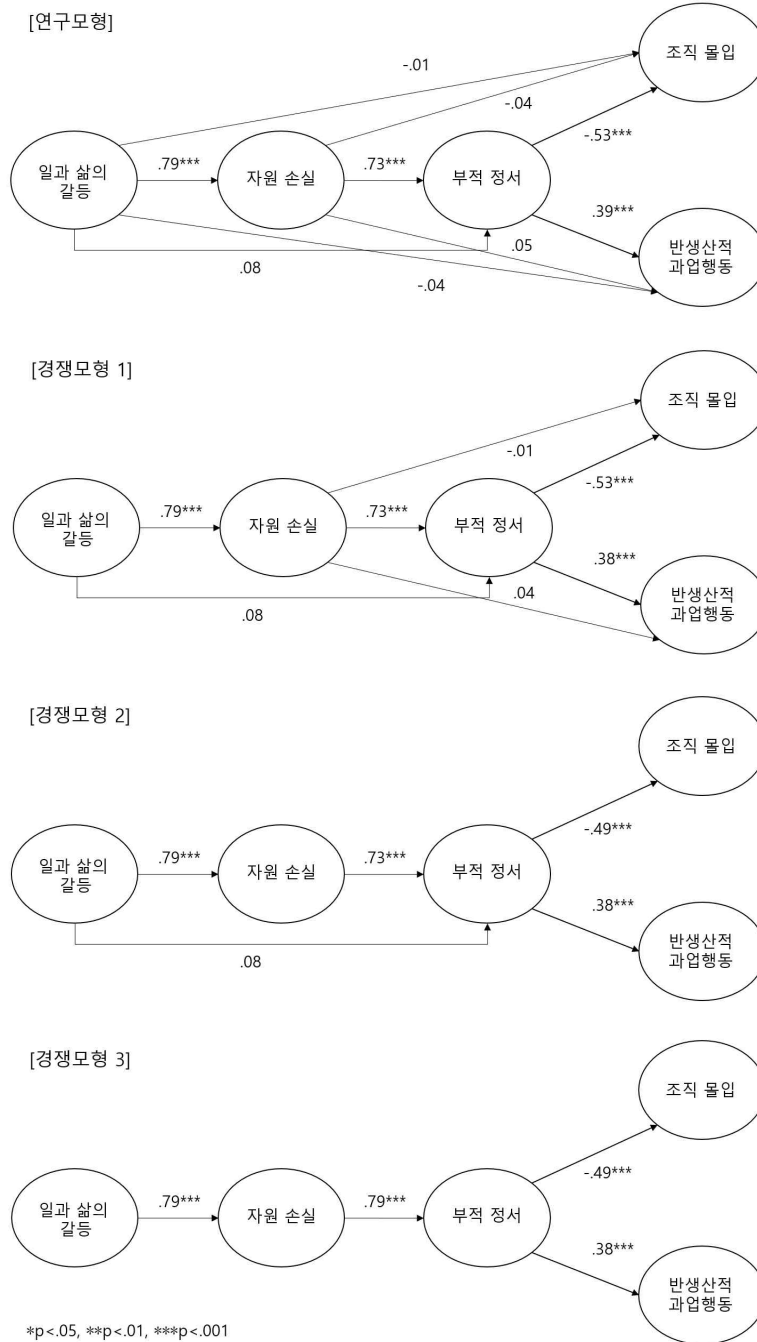 [연구모형]
조직 몰입
-.01
-.04
-.53***
일과 삶의
갈등
.79***
자원 손실
.73***
부적 정서
.39***
.05
반생산적
과업행동
.08
-.04
[경쟁모형 1]
조직 몰입
-.01
-.53***
일과 삶의
갈등
.79***
자원 손실
.73***
부적 정서
.38***
.04
반생산적
과업행동
.08
[경쟁모형 2]
조직 몰입
-.49***
일과 삶의
갈등
.79***
자원 손실
.73***
부적 정서
.38***
반생산적
과업행동
.08
[경쟁모형 3]
조직 몰입
-.49***
일과 삶의
갈등
.79***
자원 손실
.79***
부적 정서
.38***
반생산적
과업행동
*p<.05, **p<.01, ***p<.001